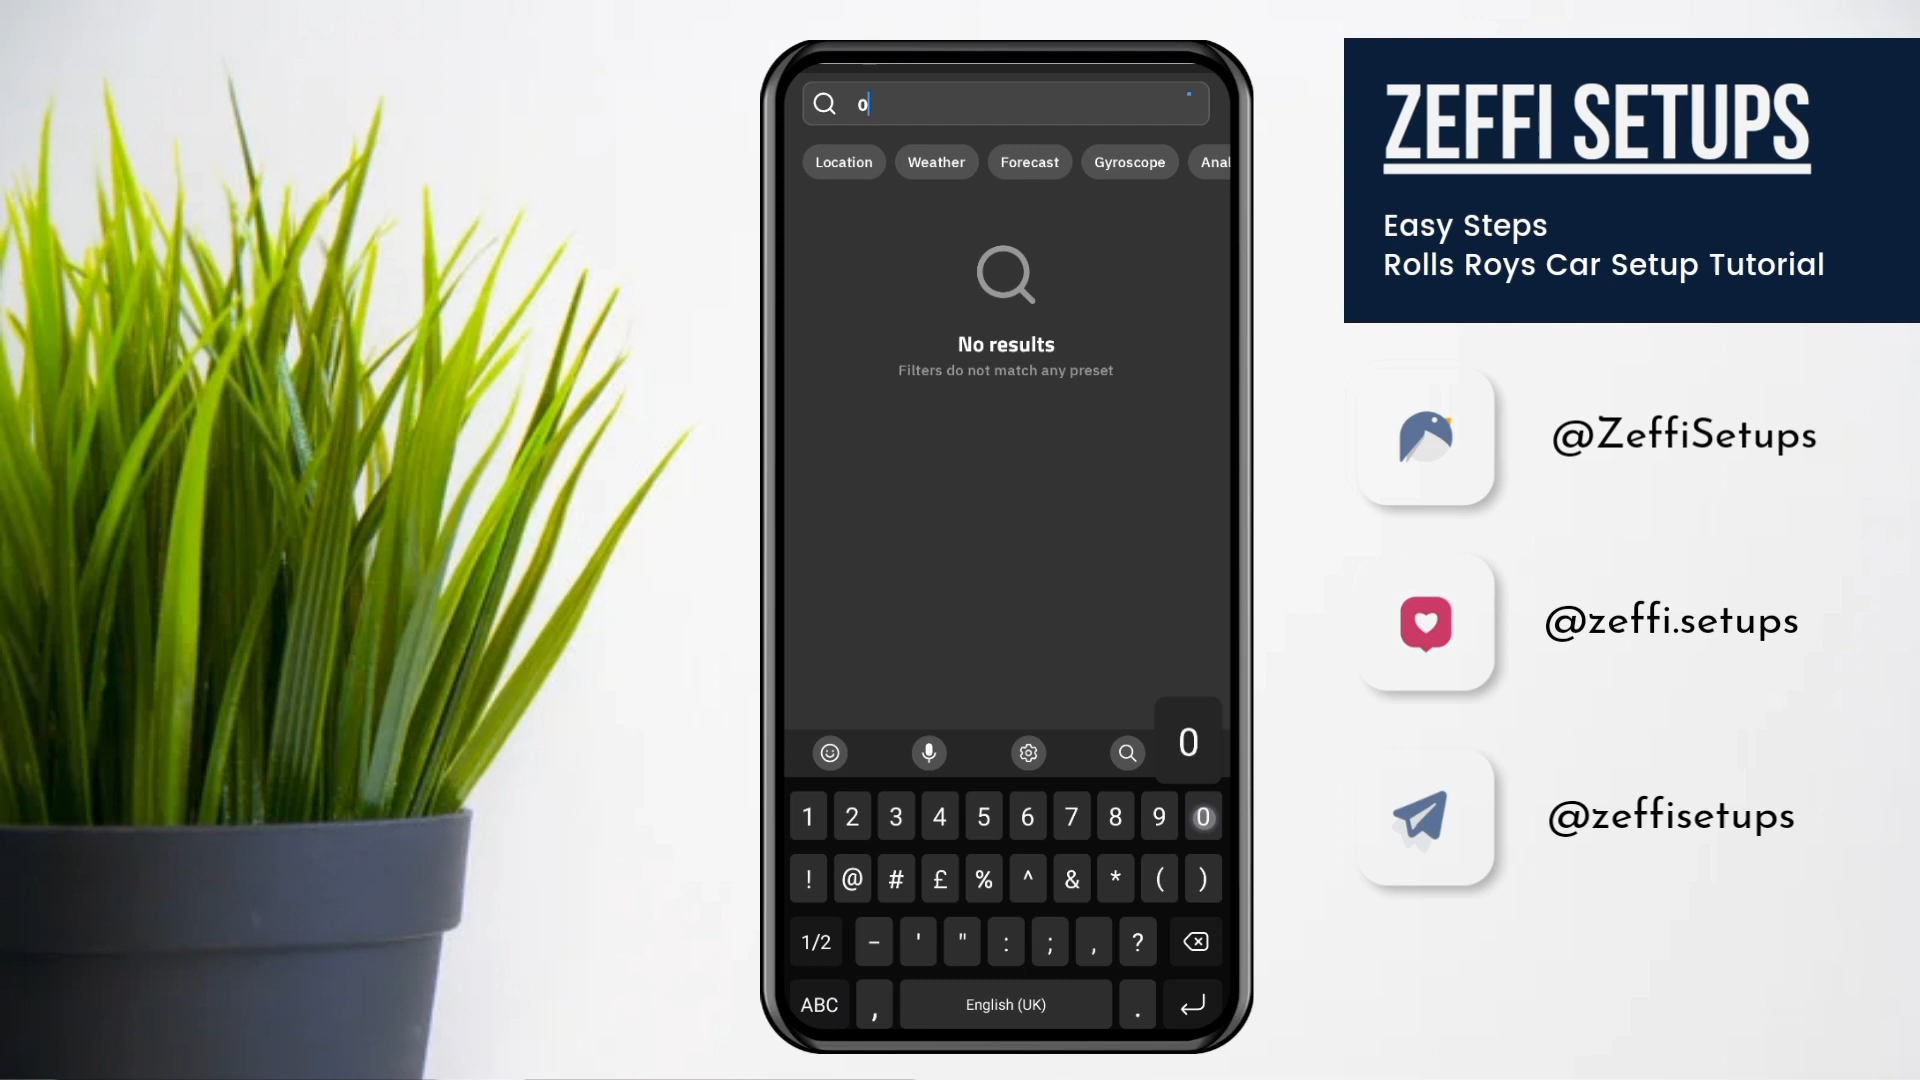 ZEFFI SETUPS
Easy Steps
Rolls Roys Car Setup Tutorial
@ZeffiSetups
@zeffi.setups
@zeffisetups
0
Location Weather Forecast Gyroscope Anal
No results
Filters do not match any preset
0
1 2 3 4 5 6 7 8 9 0
! @ # £ % ^ & * ( )
1/2 - ' " : ; , ?
ABC , English (UK) .